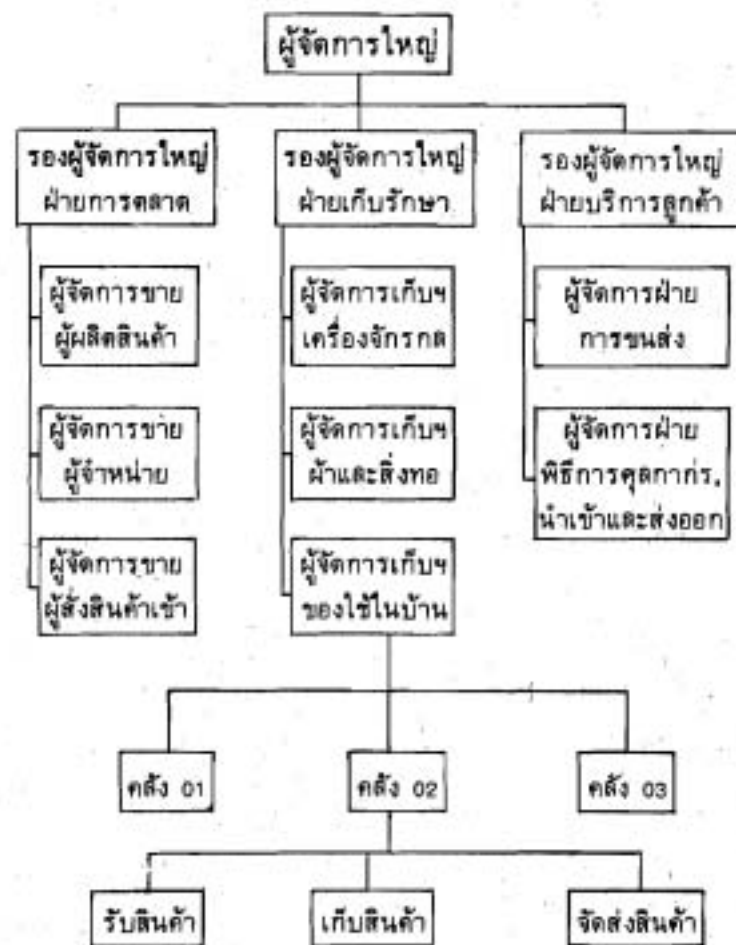 ผู้จัดการใหญ่
รองผู้จัดการใหญ่
ฝ่ายการตลาด
รองผู้จัดการใหญ่
ฝ่ายเก็บรักษา
รองผู้จัดการใหญ่
ฝ่ายบริการลูกค้า
ผู้จัดการขาย
ผู้ผลิตสินค้า
ผู้จัดการเก็บฯ
เครื่องจักรกล
ผู้จัดการฝ่าย
การขนส่ง
ผู้จัดการขาย
ผู้จำหน่าย
ผู้จัดการเก็บฯ
ผ้าและสิ่งทอ
ผู้จัดการฝ่าย
พิธีการศุลกากร,
นำเข้าและส่งออก
ผู้จัดการขาย
ผู้สั่งสินค้าเข้า
ผู้จัดการเก็บฯ
ของใช้ในบ้าน
คลัง 01
คลัง 02
คลัง 03
รับสินค้า
เก็บสินค้า
จัดส่งสินค้า